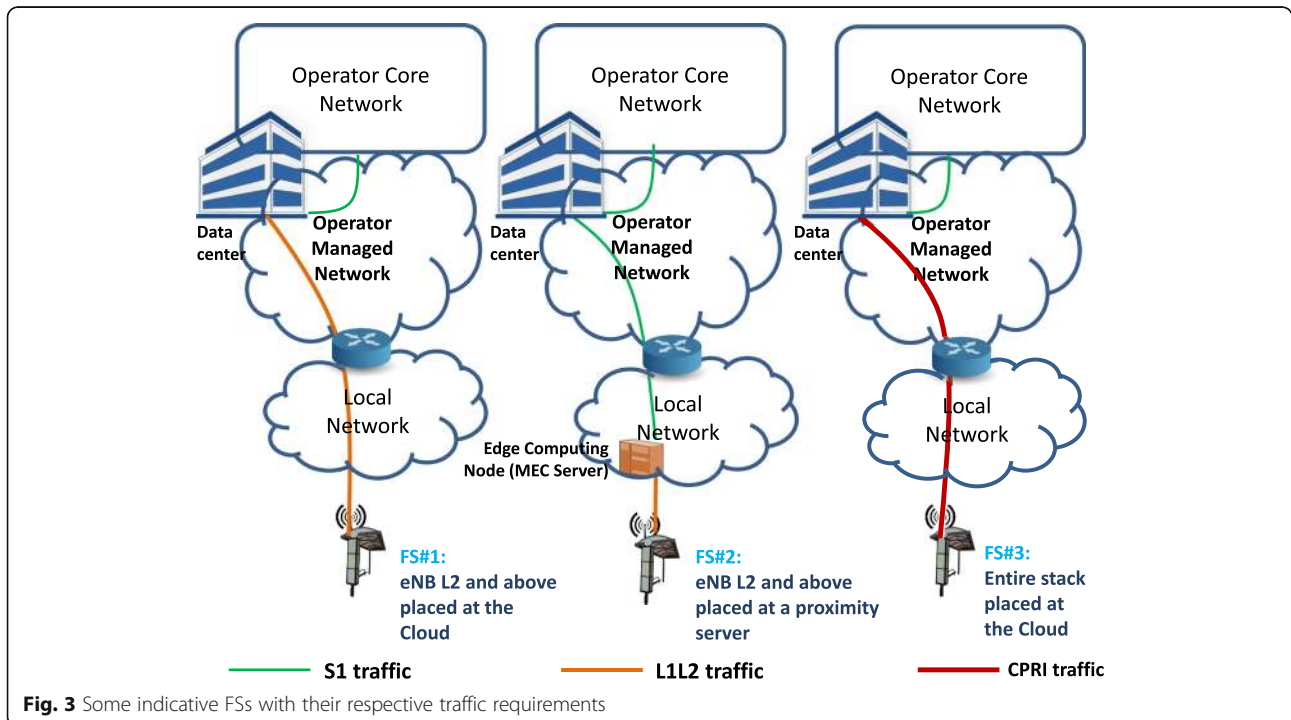 Operator Core
Network
Operator Core
Network
Operator Core
Network
Data
center
Operator
Managed
Network
Data
center
Operator
Managed
Network
Data
center
Operator
Managed
Network
Local
Network
Local
Network
Local
Network
Edge Computing
Node (MEC Server)
FS#1:
eNB L2 and above
placed at the
Cloud
FS#2:
eNB L2 and above
placed at a proximity
server
FS#3:
Entire stack
placed at
the Cloud
S1 traffic
L1L2 traffic
CPRI traffic
Fig. 3 Some indicative FSs with their respective traffic requirements